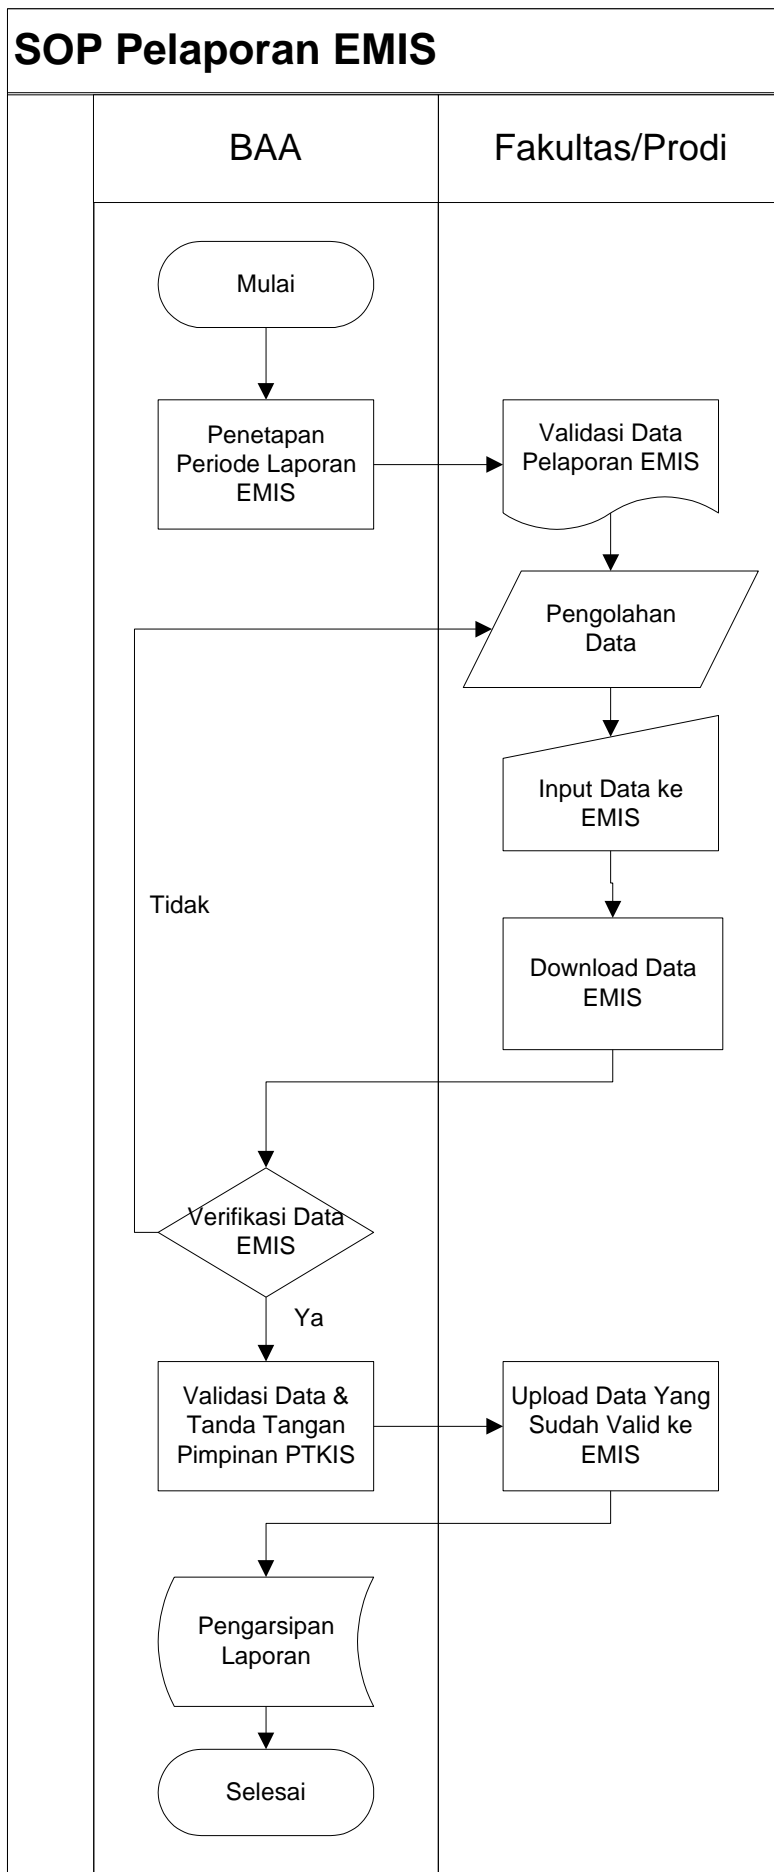 SOP Pelaporan EMIS
BAA
Fakultas/Prodi
Mulai
Penetapan
Periode Laporan
EMIS
Validasi Data
Pelaporan EMIS
Pengolahan
Data
Input Data ke
EMIS
Tidak
Download Data
EMIS
Verifikasi Data
EMIS
Ya
Validasi Data &
Tanda Tangan
Pimpinan PTKIS
Upload Data Yang
Sudah Valid ke
EMIS
Pengarsipan
Laporan
Selesai